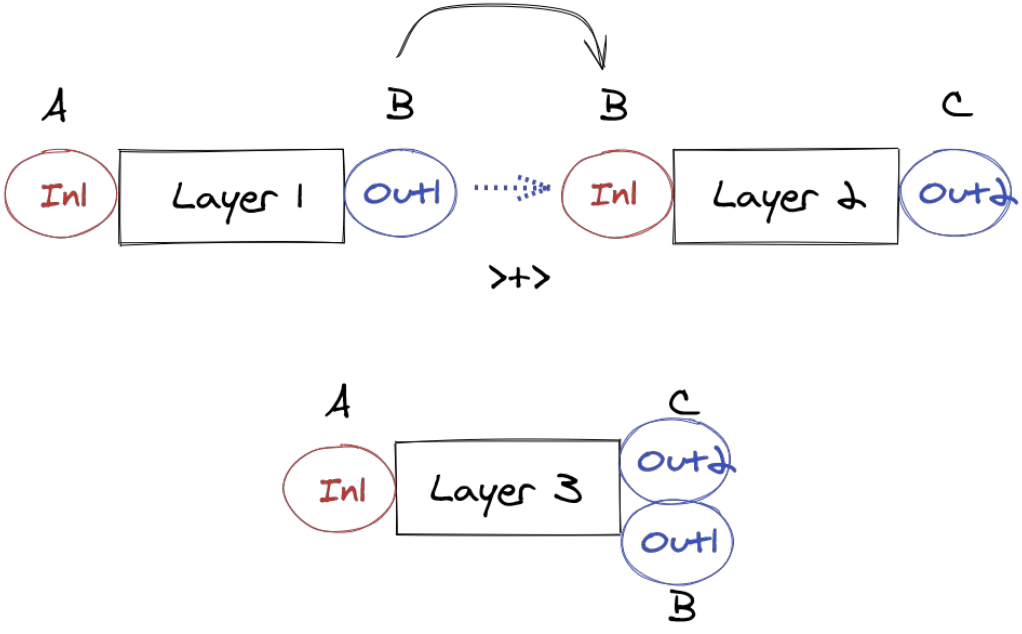 A B B C
In1 Layer 1 Out1 In1 Layer 2 Out2
>+>
A C
Out2
In1 Layer 3
Out1
B